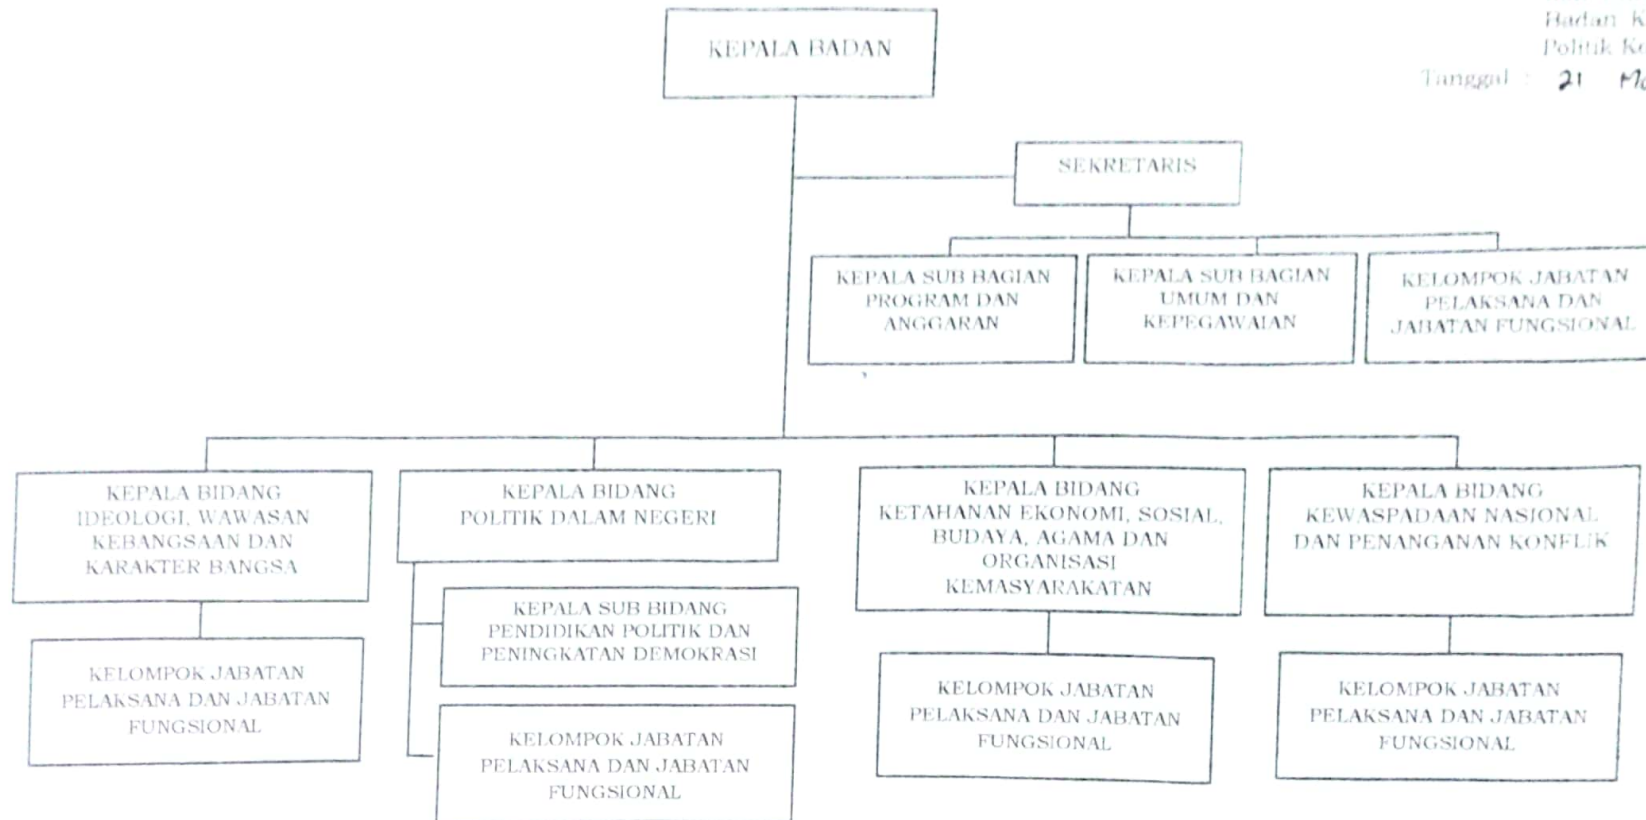 Badan K
Politik Ke
Tanggal : 21 Ma
KEPALA BADAN
SEKRETARIS
KEPALA SUB BAGIAN
PROGRAM DAN
ANGGARAN
KEPALA SUB BAGIAN
UMUM DAN
KEPEGAWAIAN
KELOMPOK JABATAN
PELAKSANA DAN
JABATAN FUNGSIONAL
KEPALA BIDANG
IDEOLOGI, WAWASAN
KEBANGSAAN DAN
KARAKTER BANGSA
KELOMPOK JABATAN
PELAKSANA DAN JABATAN
FUNGSIONAL
KEPALA BIDANG
POLITIK DALAM NEGERI
KEPALA SUB BIDANG
PENDIDIKAN POLITIK DAN
PENINGKATAN DEMOKRASI
KELOMPOK JABATAN
PELAKSANA DAN JABATAN
FUNGSIONAL
KEPALA BIDANG
KETAHANAN EKONOMI, SOSIAL,
BUDAYA, AGAMA DAN
ORGANISASI
KEMASYARAKATAN
KELOMPOK JABATAN
PELAKSANA DAN JABATAN
FUNGSIONAL
KEPALA BIDANG
KEWASPADAAN NASIONAL
DAN PENANGANAN KONFLIK
KELOMPOK JABATAN
PELAKSANA DAN JABATAN
FUNGSIONAL